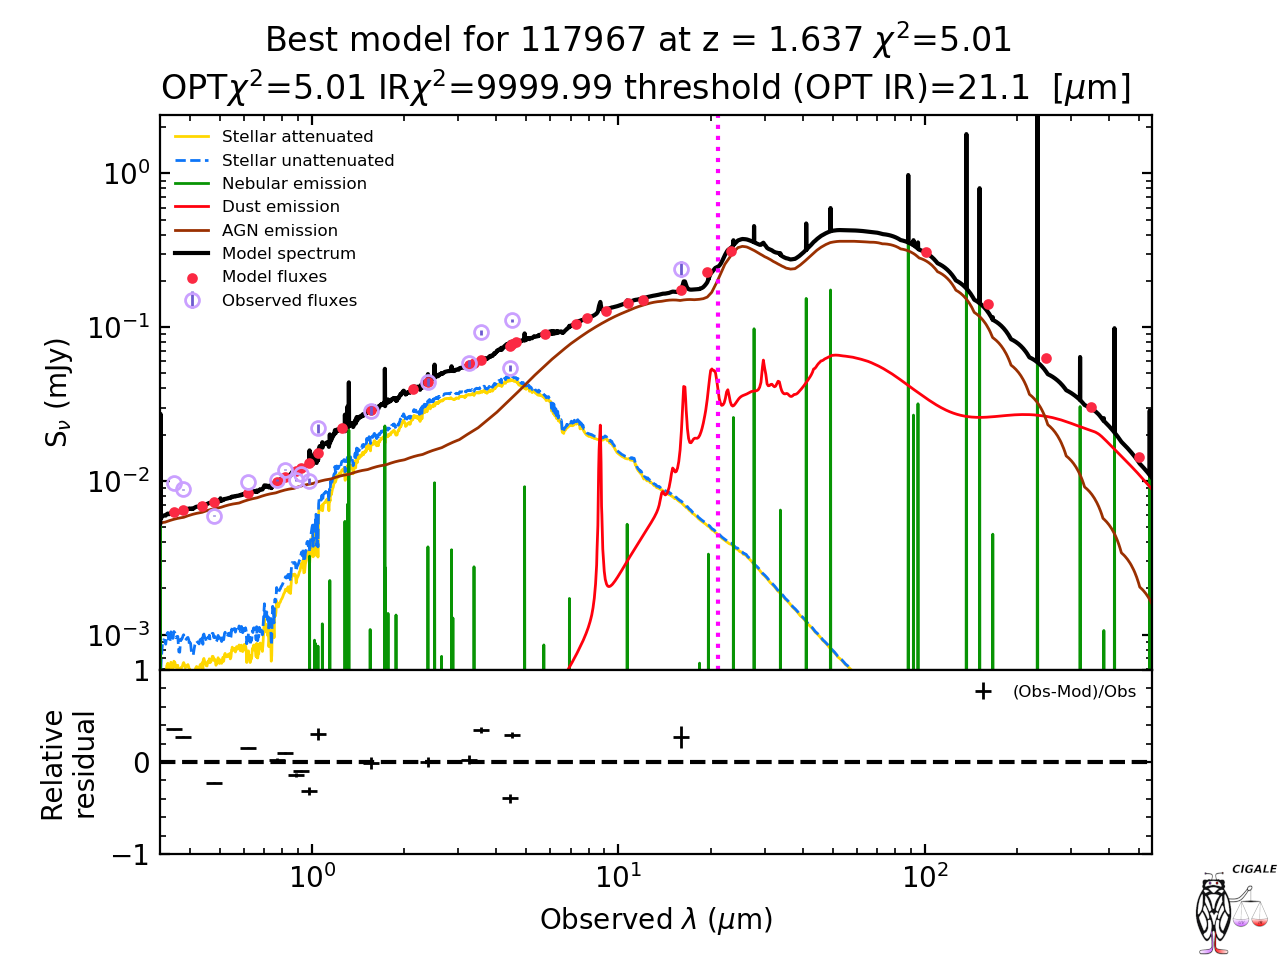 Best model for 117967 at z = 1.637 χ²=5.01
OPTχ²=5.01 IRχ²=9999.99 threshold (OPT IR)=21.1 [μm]
Stellar attenuated
Stellar unattenuated
Nebular emission
Dust emission
AGN emission
Model spectrum
Model fluxes
Observed fluxes
10⁰
10⁻¹
10⁻²
10⁻³
S_ν (mJy)
1
0
−1
Relative
residual
(Obs-Mod)/Obs
10⁰ 10¹ 10²
Observed λ (μm)
CIGALE